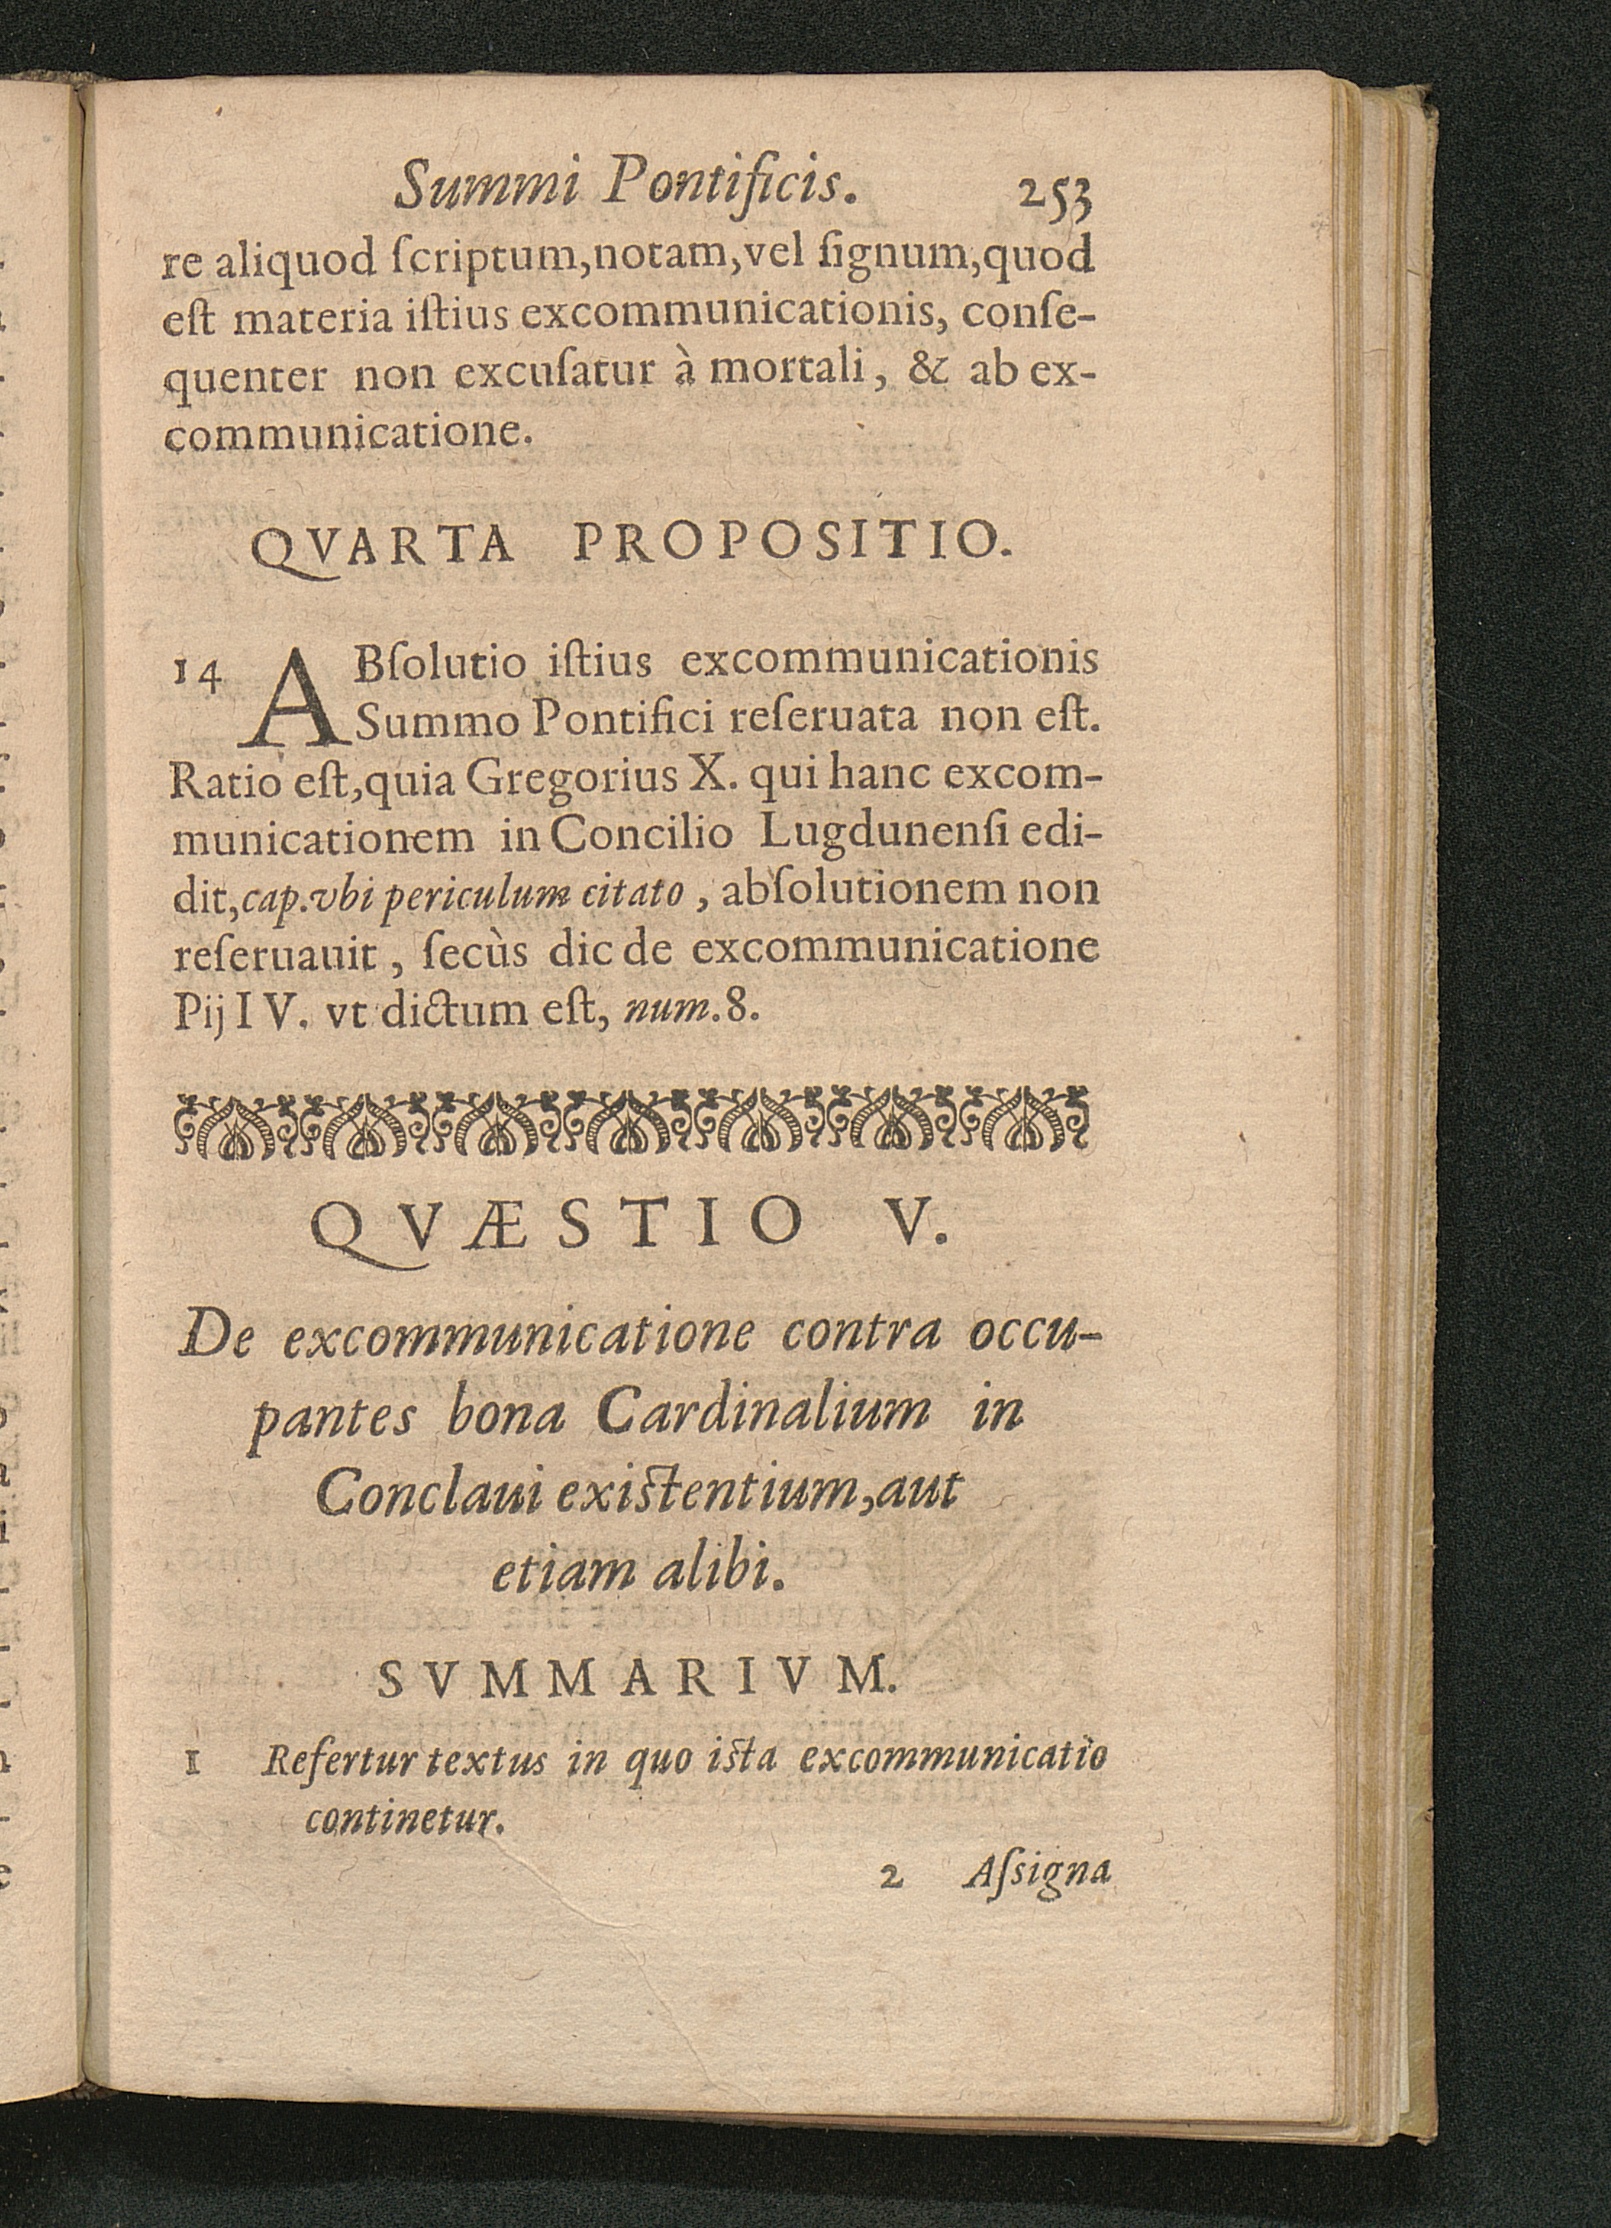 Summi Pontificis. 253
re aliquod ſcriptum,notam,vel ſignum,quod
eſt materia iſtius excommunicationis, conſe-
quenter non excuſatur à mortali, & ab ex-
communicatione.
QVARTA PROPOSITIO.
14 ABſolutio iſtius excommunicationis
Summo Pontifici reſeruata non eſt.
Ratio eſt,quia Gregorius X. qui hanc excom-
municationem in Concilio Lugdunenſi edi-
dit,cap.vbi periculum citato, abſolutionem non
reſeruauit, ſecùs dic de excommunicatione
Pij IV. vt dictum eſt, num.8.
QVÆSTIO V.
De excommunicatione contra occu-
pantes bona Cardinalium in
Conclaui exiſtentium,aut
etiam alibi.
SVMMARIVM.
1 Refertur textus in quo iſta excommunicatio
continetur.
2 Aſsigna